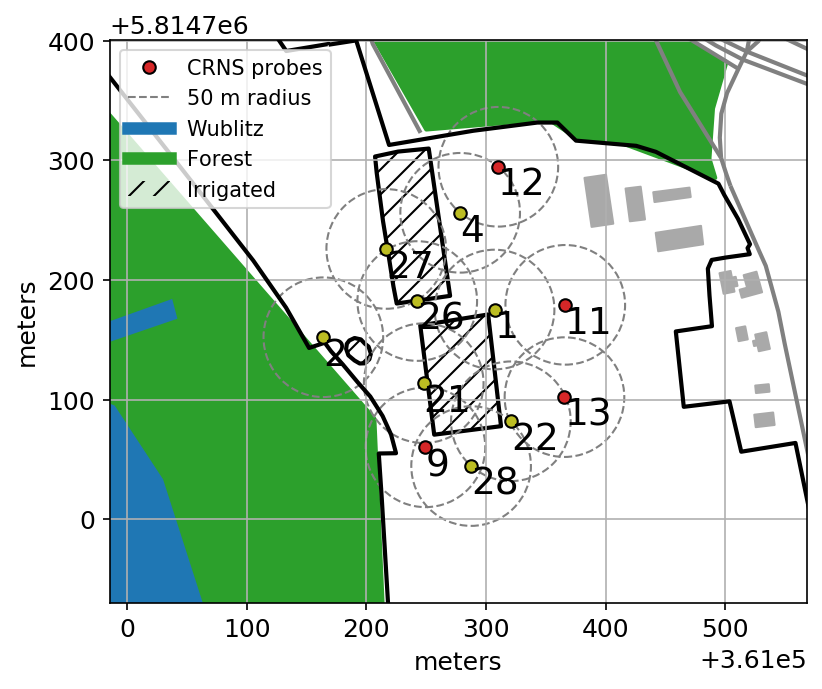 +5.8147e6
400
300
200
100
0
meters
CRNS probes
50 m radius
Wublitz
Forest
Irrigated
12
4
27
26
1
11
21
13
22
9
28
0
100
200
300
400
500
meters
+3.61e5